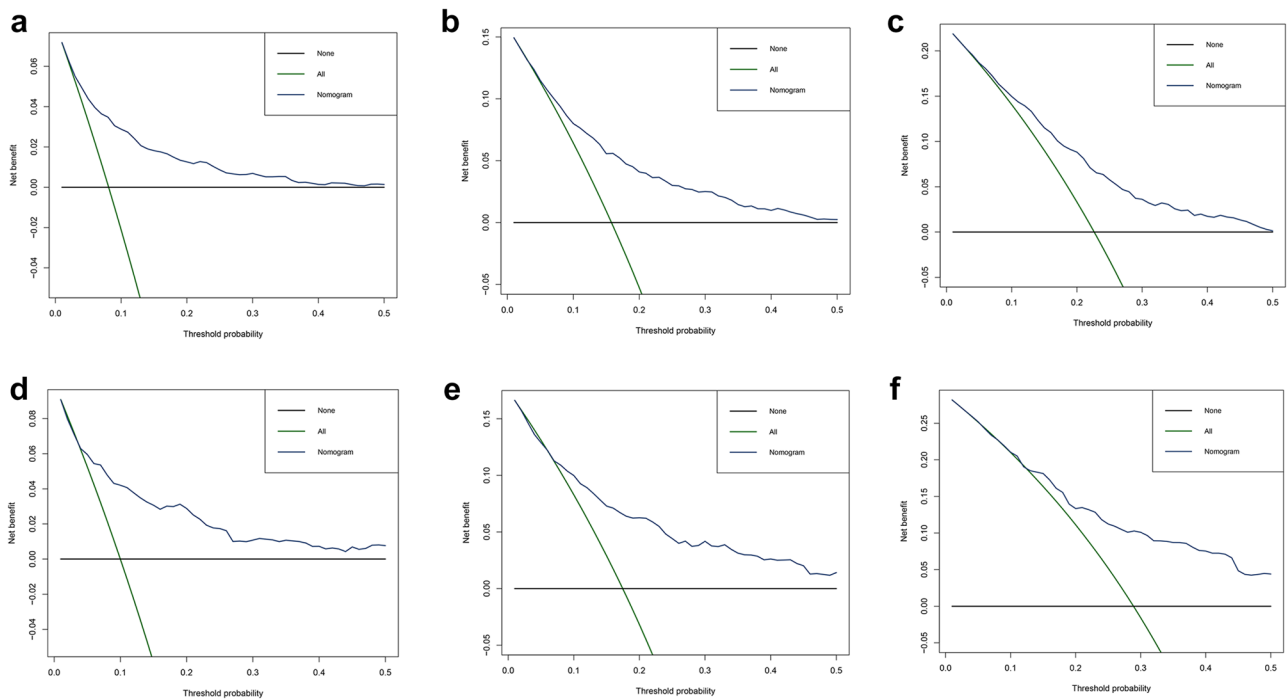 a
None
All
Nomogram
Net benefit
0.06
0.04
0.02
0.00
−0.02
−0.04
0.0 0.1 0.2 0.3 0.4 0.5
Threshold probability
b
None
All
Nomogram
Net benefit
0.15
0.10
0.05
0.00
−0.05
0.0 0.1 0.2 0.3 0.4 0.5
Threshold probability
c
None
All
Nomogram
Net benefit
0.20
0.15
0.10
0.05
0.00
−0.05
0.0 0.1 0.2 0.3 0.4 0.5
Threshold probability
d
None
All
Nomogram
Net benefit
0.08
0.06
0.04
0.02
0.00
−0.02
−0.04
0.0 0.1 0.2 0.3 0.4 0.5
Threshold probability
e
None
All
Nomogram
Net benefit
0.15
0.10
0.05
0.00
−0.05
0.0 0.1 0.2 0.3 0.4 0.5
Threshold probability
f
None
All
Nomogram
Net benefit
0.25
0.20
0.15
0.10
0.05
0.00
−0.05
0.0 0.1 0.2 0.3 0.4 0.5
Threshold probability